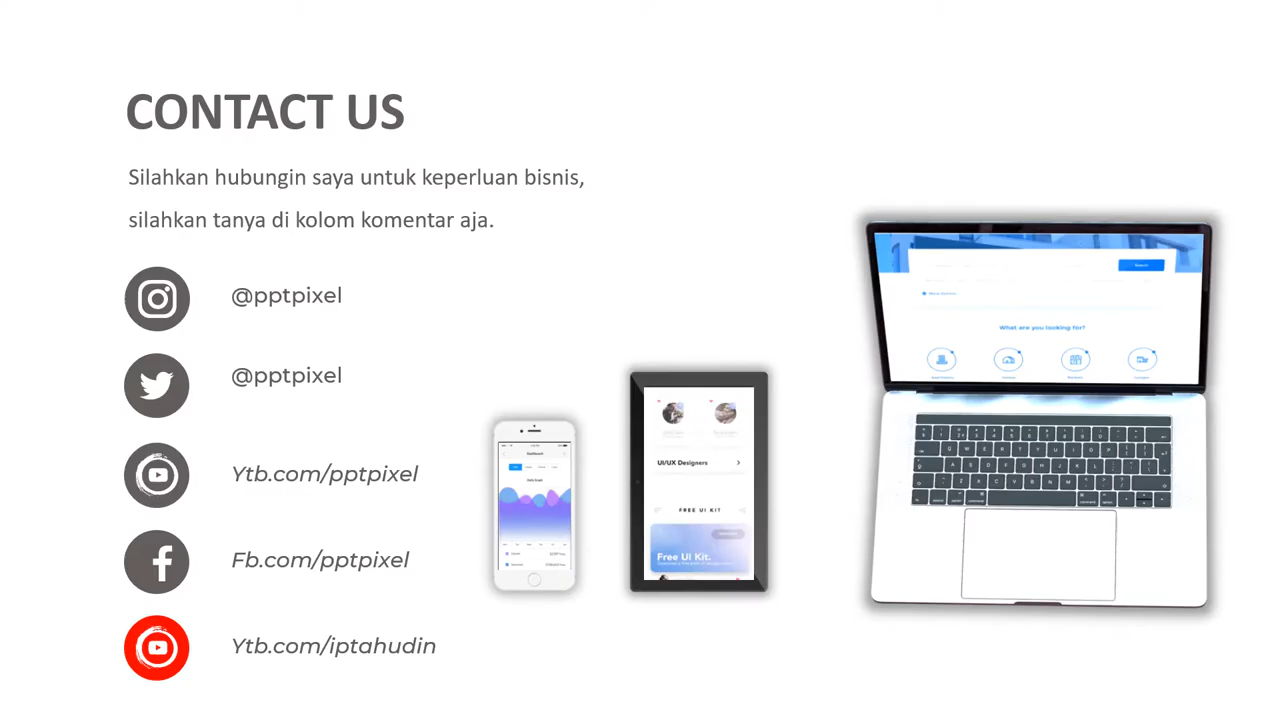 CONTACT US
Silahkan hubungin saya untuk keperluan bisnis,
silahkan tanya di kolom komentar aja.
@pptpixel
@pptpixel
Ytb.com/pptpixel
Fb.com/pptpixel
Ytb.com/iptahudin
Dashboard
UI/UX Designers
FREE UI KIT
Free UI Kit.
What are you looking for?